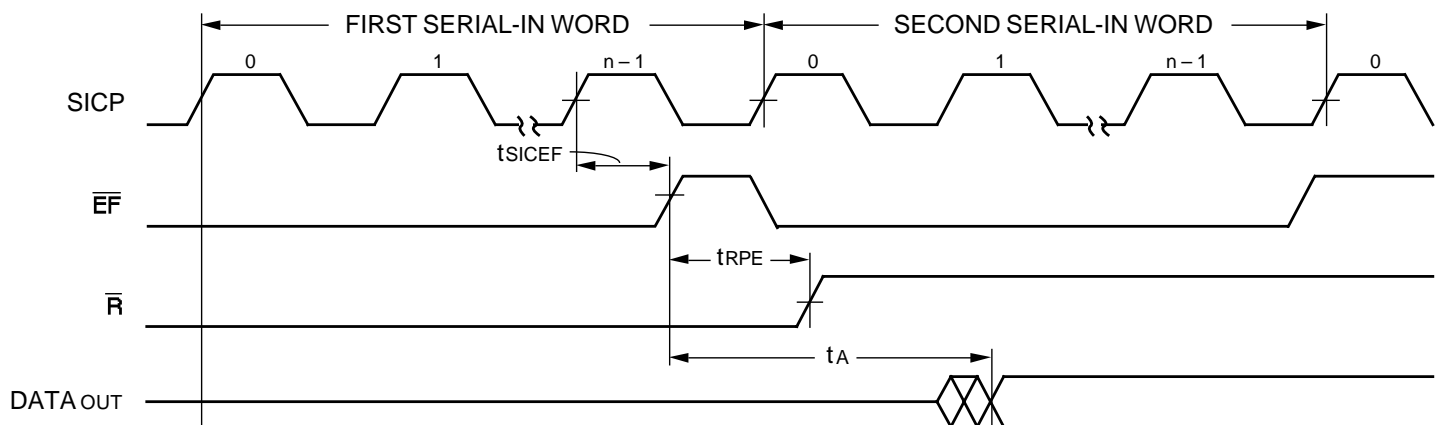 FIRST SERIAL-IN WORD SECOND SERIAL-IN WORD
0 1 n – 1 0 1 n – 1 0
SICP
tSICEF
EF
tRPE
R
tA
DATA OUT